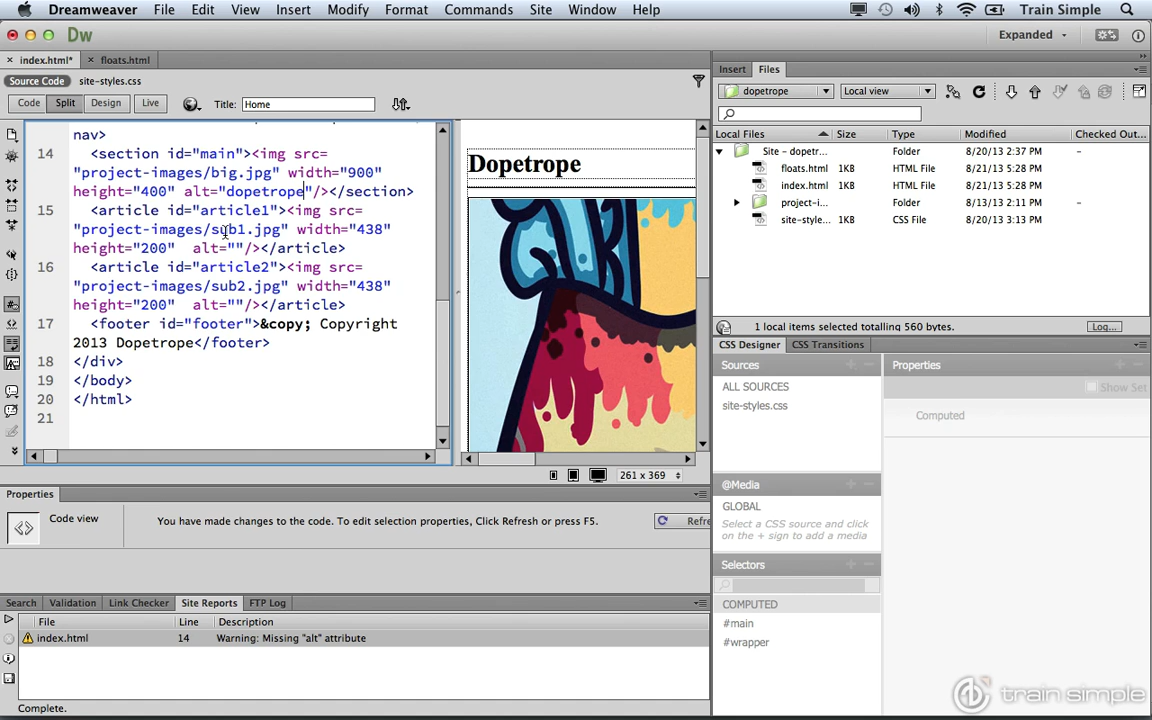 Dreamweaver File Edit View Insert Modify Format Commands Site Window Help Train Simple
Dw Expanded
index.html* floats.html
Source Code site-styles.css
Code Split Design Live Title: Home
nav>
14 <section id="main"><img src=
"project-images/big.jpg" width="900"
height="400" alt="dopetrope"/></section>
15 <article id="article1"><img src=
"project-images/sub1.jpg" width="438"
height="200"  alt=""/></article>
16 <article id="article2"><img src=
"project-images/sub2.jpg" width="438"
height="200"  alt=""/></article>
17 <footer id="footer">&copy; Copyright
2013 Dopetrope</footer>
18 </div>
19 </body>
20 </html>
21
Dopetrope
261 x 369
Properties
Code view You have made changes to the code. To edit selection properties, Click Refresh or press F5. Refre
Search Validation Link Checker Site Reports FTP Log
File Line Description
index.html 14 Warning: Missing "alt" attribute
Complete.
Insert Files
dopetrope Local view
Local Files Size Type Modified Checked Out...
Site - dopetr... Folder 8/20/13 2:37 PM
floats.html 1KB HTML File 8/20/13 5:28 PM
index.html 1KB HTML File 8/20/13 5:28 PM
project-i... Folder 8/13/13 2:11 PM
site-style... 1KB CSS File 8/20/13 3:13 PM
1 local items selected totalling 560 bytes. Log...
CSS Designer CSS Transitions
Sources
ALL SOURCES
site-styles.css
@Media
GLOBAL
Select a CSS source and click
on the + sign to add a media
Selectors
COMPUTED
#main
#wrapper
Properties
Show Set
Computed
train simple